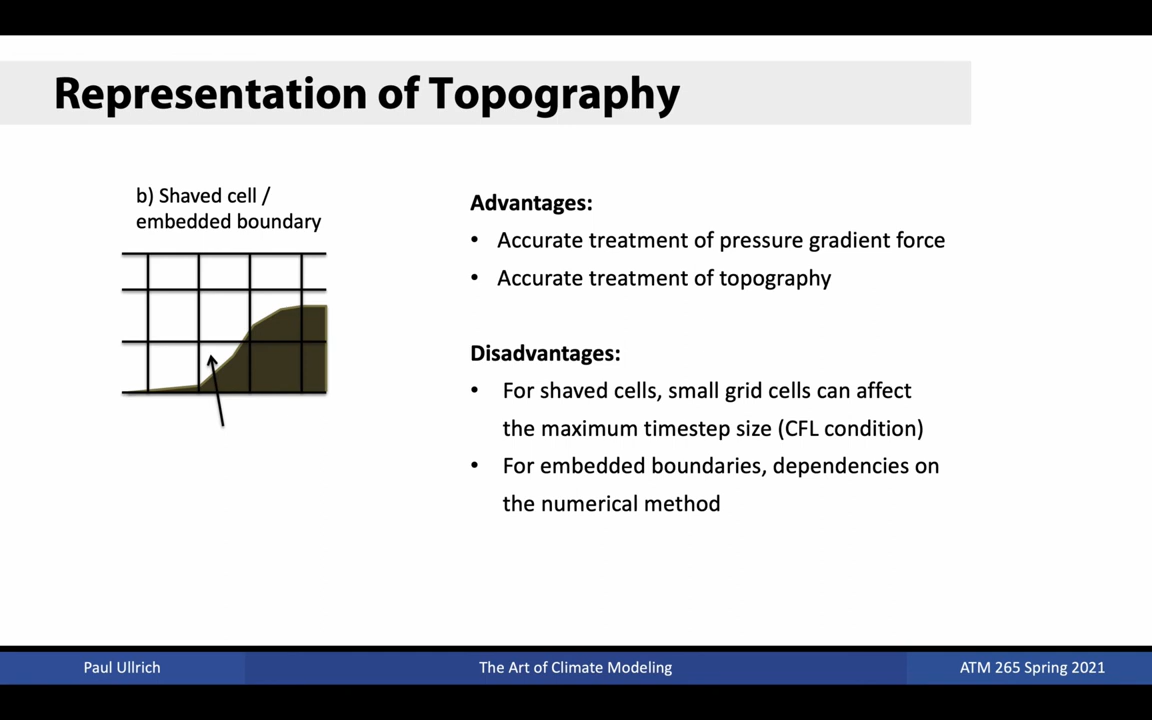 Representation of Topography
b) Shaved cell /
embedded boundary
Advantages:
• Accurate treatment of pressure gradient force
• Accurate treatment of topography
Disadvantages:
• For shaved cells, small grid cells can affect
the maximum timestep size (CFL condition)
• For embedded boundaries, dependencies on
the numerical method
Paul Ullrich
The Art of Climate Modeling
ATM 265 Spring 2021